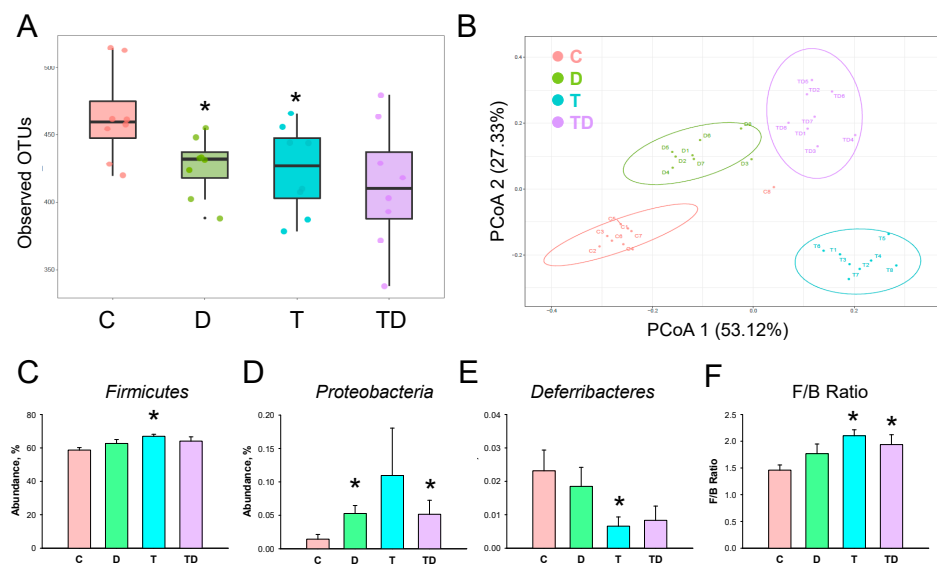 A
Observed OTUs
500
450
400
350
*
*
C
D
T
TD
B
C
D
T
TD
PCoA 2 (27.33%)
0.4
0.2
0.0
−0.2
−0.4
−0.2
0.0
0.2
0.4
PCoA 1 (53.12%)
TD5
TD2
TD8
TD6
TD7
TD1
TD4
TD3
D8
D6
D1
D2
D7
D3
D4
C8
C3
C7
C6
C2
C4
T5
T6
T1
T3
T2
T4
T7
T8
C
Firmicutes
Abundance, %
80
60
40
20
0
*
C
D
T
TD
D
Proteobacteria
Abundance, %
0.20
0.15
0.10
0.05
0.00
*
*
C
D
T
TD
E
Deferribacteres
0.04
0.03
0.02
0.01
0.00
*
C
D
T
TD
F
F/B Ratio
F/B Ratio
2.5
2.0
1.5
1.0
0.5
0.0
*
*
C
D
T
TD